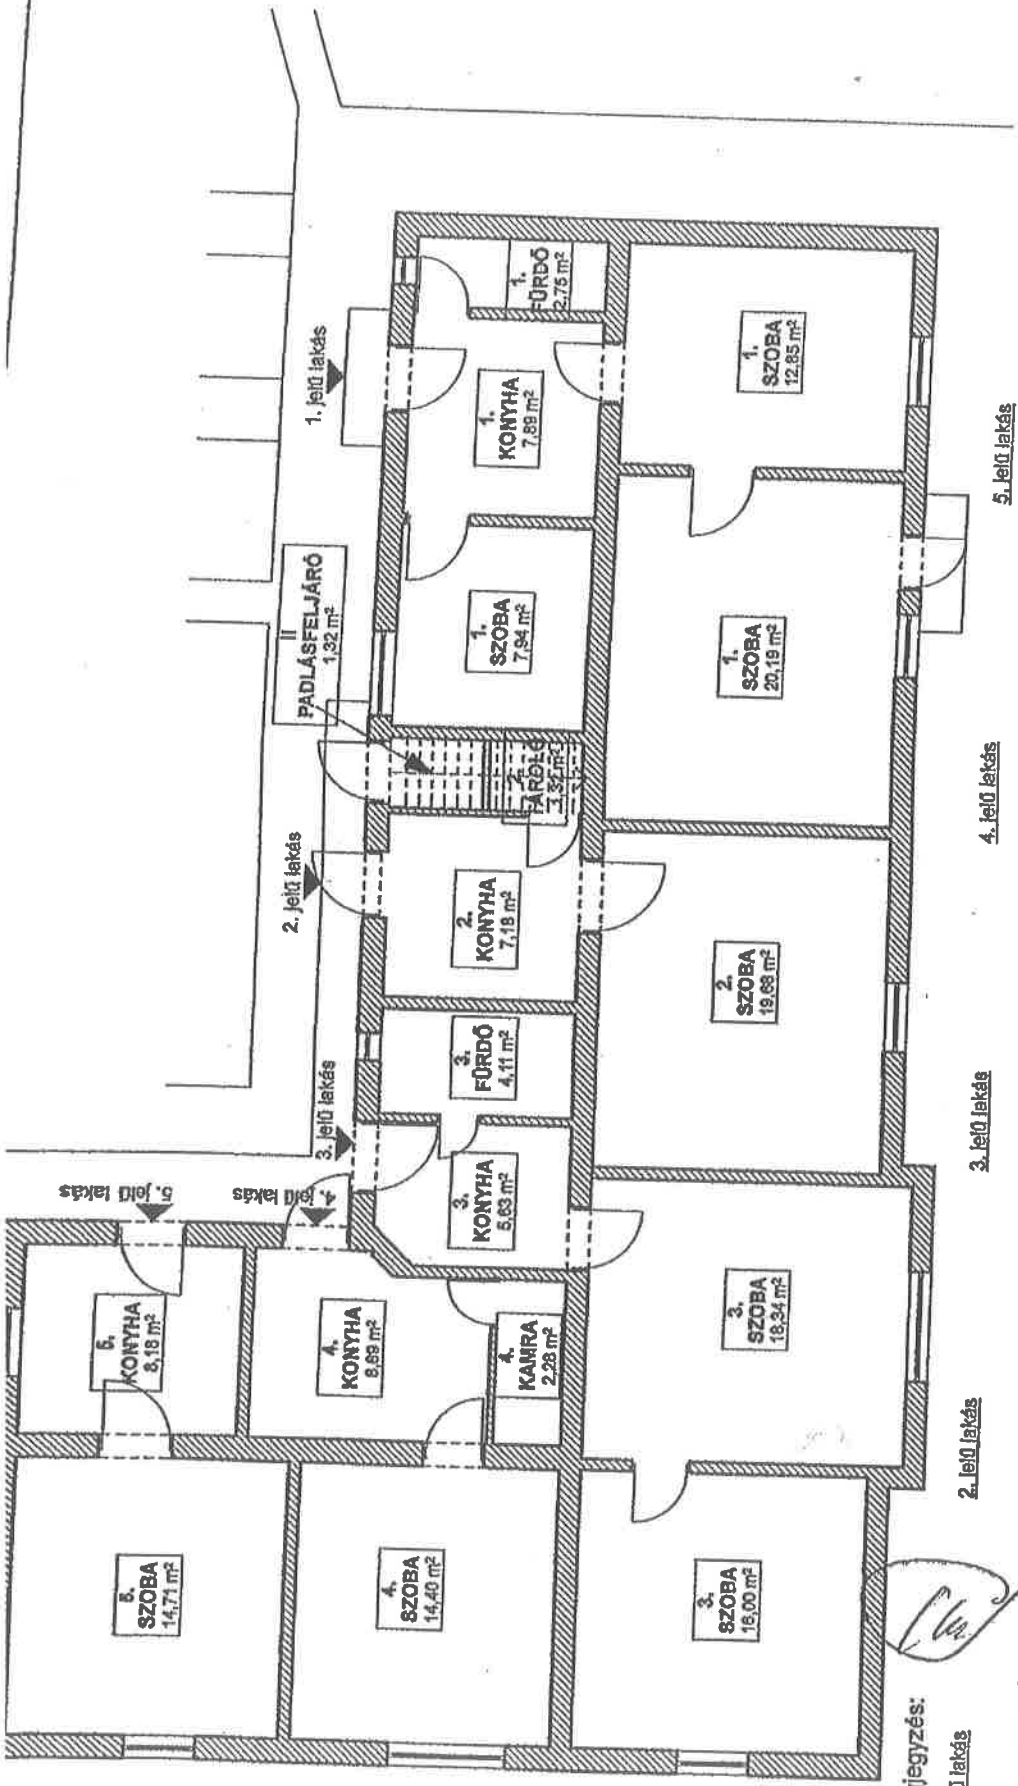 1. jelű lakás
II
PADLÁSFELJÁRÓ
1,32 m²
2. jelű lakás
3. jelű lakás
4. jelű lakás
5. jelű lakás
1.
FÜRDŐ
2,75 m²
1.
KONYHA
7,89 m²
1.
SZOBA
7,94 m²
1.
SZOBA
12,85 m²
1.
SZOBA
20,19 m²
2.
TÁROLÓ
2.
KONYHA
7,18 m²
2.
SZOBA
19,68 m²
3.
FÜRDŐ
4,11 m²
3.
KONYHA
5,63 m²
3.
SZOBA
18,34 m²
3.
SZOBA
16,00 m²
4.
KONYHA
8,69 m²
4.
KAMRA
2,28 m²
4.
SZOBA
14,40 m²
5.
KONYHA
8,18 m²
5.
SZOBA
14,71 m²
jegyzés:
ű lakás
2. jelű lakás
3. jelű lakás
4. jelű lakás
5. jelű lakás